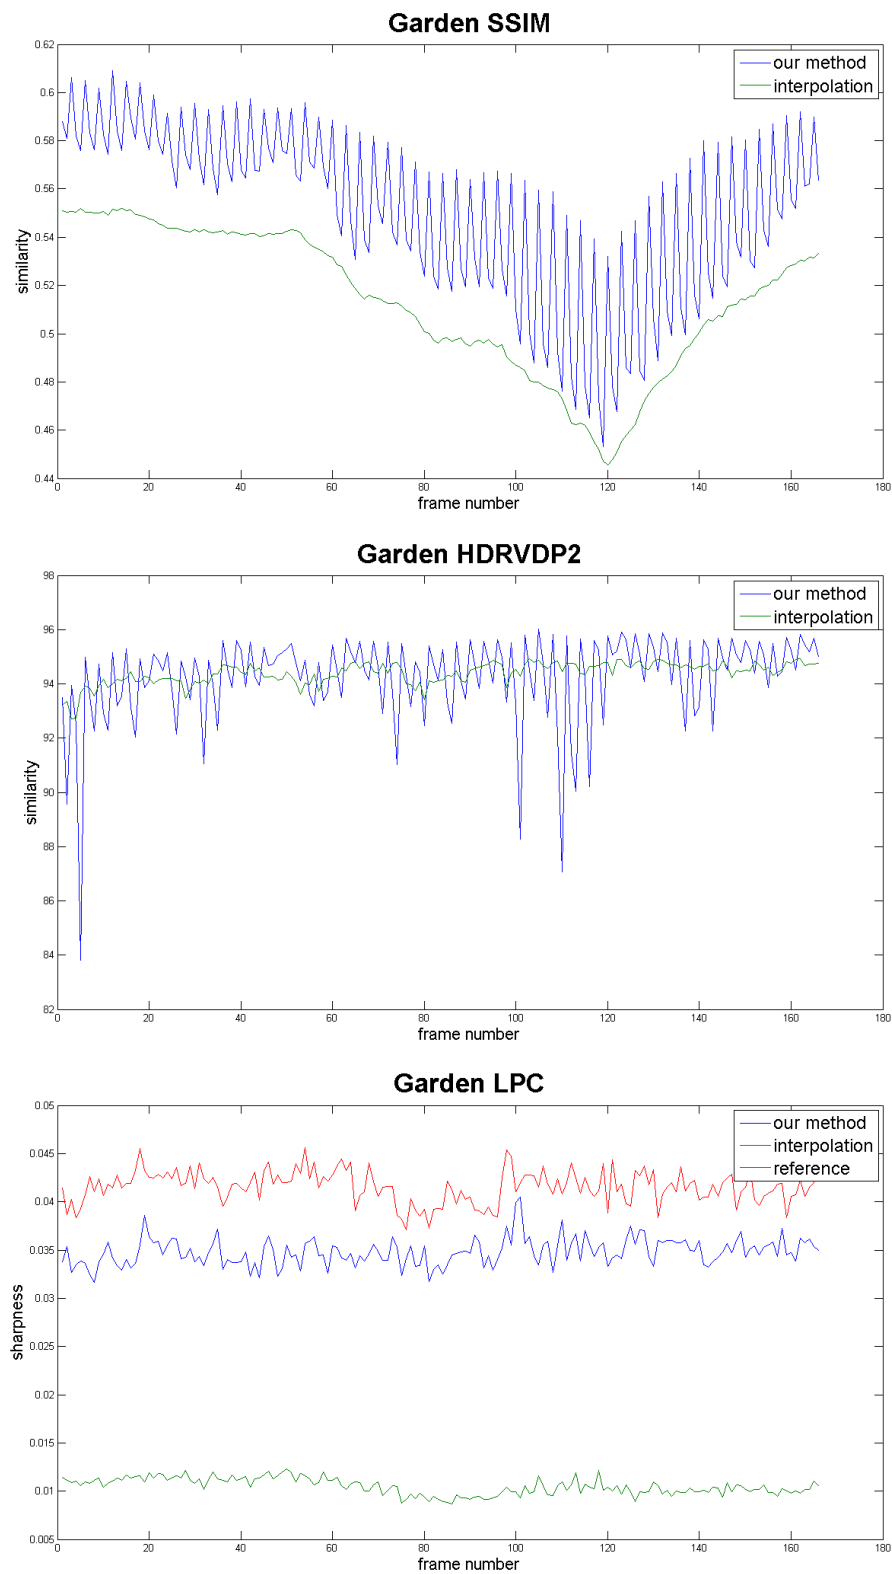 Garden SSIM
0.62
0.6
0.58
0.56
0.54
0.52
0.5
0.48
0.46
0.44
similarity
our method
interpolation
0 20 40 60 80 100 120 140 160 180
frame number
Garden HDRVDP2
98
96
94
92
90
88
86
84
82
similarity
our method
interpolation
0 20 40 60 80 100 120 140 160 180
frame number
Garden LPC
0.05
0.045
0.04
0.035
0.03
0.025
0.02
0.015
0.01
0.005
sharpness
our method
interpolation
reference
0 20 40 60 80 100 120 140 160 180
frame number